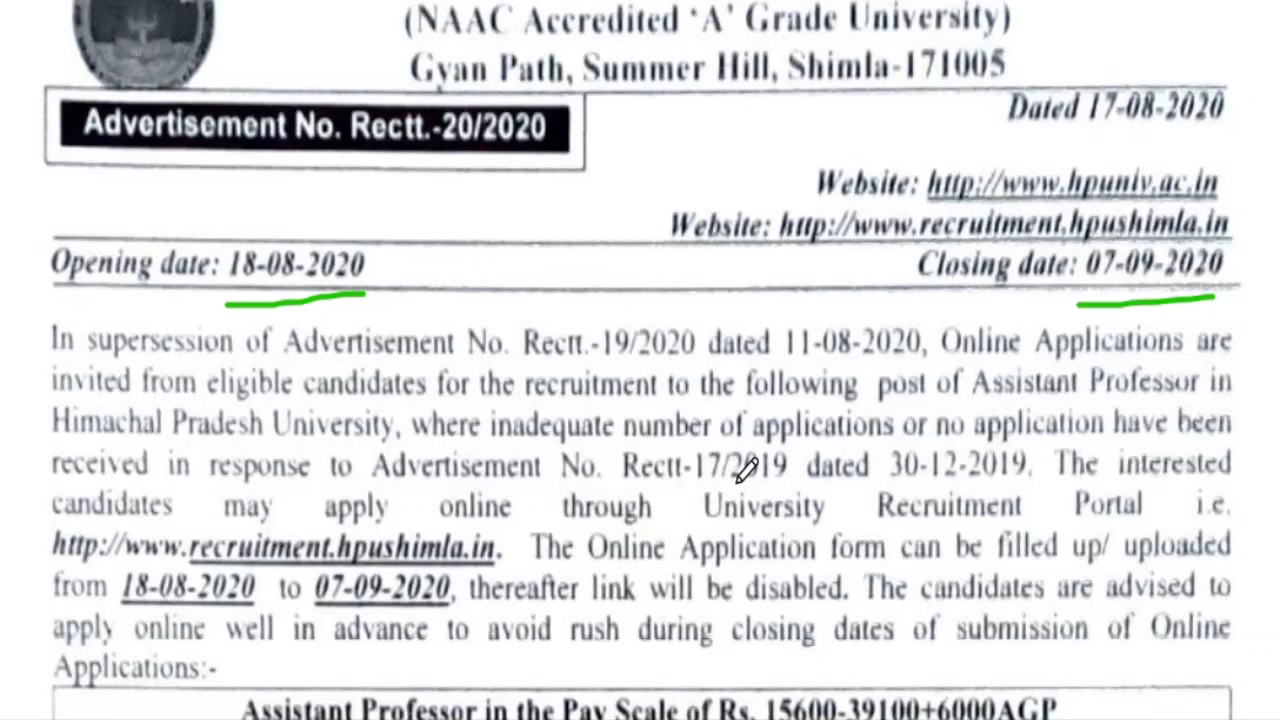 (NAAC Accredited ‘A’ Grade University)
Gyan Path, Summer Hill, Shimla-171005
Advertisement No. Rectt.-20/2020
Dated 17-08-2020
Website: http://www.hpuniv.ac.in
Website: http://www.recruitment.hpushimla.in
Opening date: 18-08-2020 Closing date: 07-09-2020
In supersession of Advertisement No. Rectt.-19/2020 dated 11-08-2020, Online Applications are
invited from eligible candidates for the recruitment to the following post of Assistant Professor in
Himachal Pradesh University, where inadequate number of applications or no application have been
received in response to Advertisement No. Rectt-17/2019 dated 30-12-2019. The interested
candidates may apply online through University Recruitment Portal i.e.
http://www.recruitment.hpushimla.in. The Online Application form can be filled up/ uploaded
from 18-08-2020 to 07-09-2020, thereafter link will be disabled. The candidates are advised to
apply online well in advance to avoid rush during closing dates of submission of Online
Applications:-
Assistant Professor in the Pay Scale of Rs. 15600-39100+6000AGP